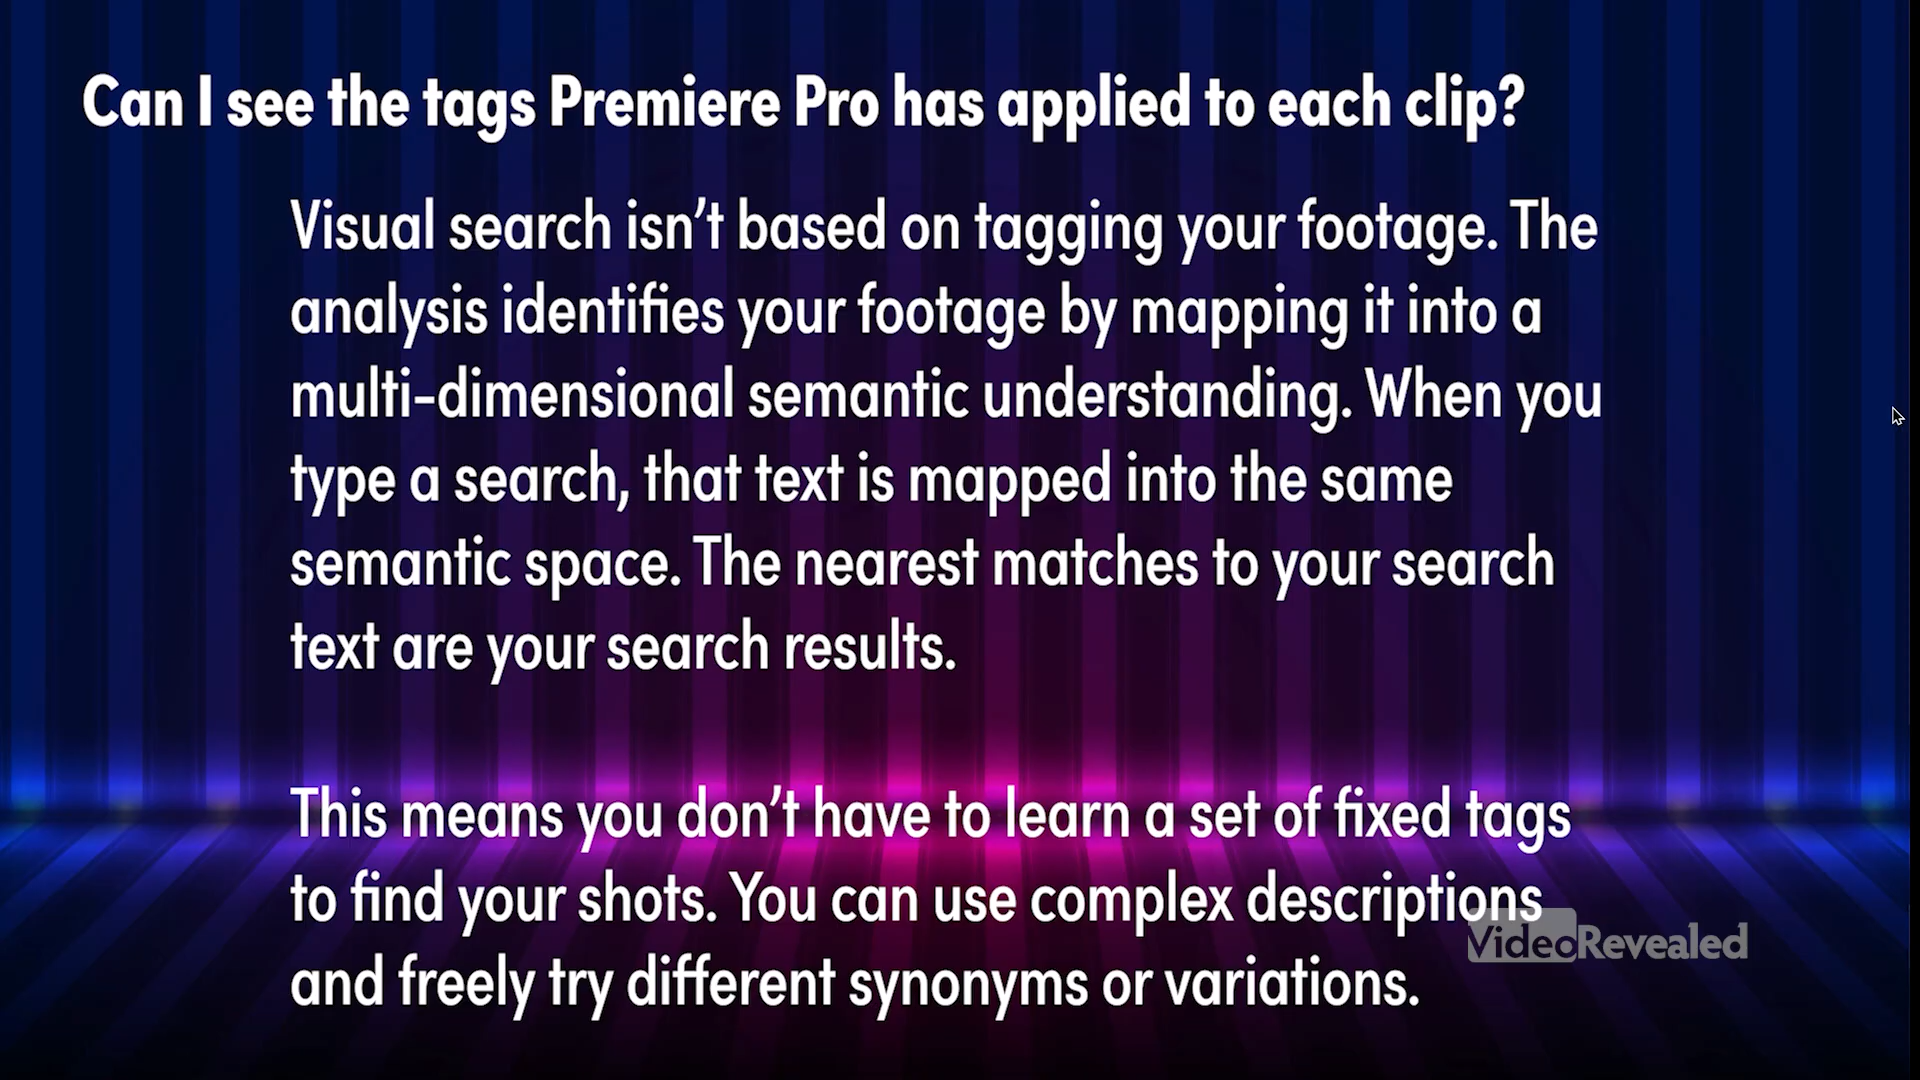 Can I see the tags Premiere Pro has applied to each clip?
Visual search isn’t based on tagging your footage. The
analysis identifies your footage by mapping it into a
multi-dimensional semantic understanding. When you
type a search, that text is mapped into the same
semantic space. The nearest matches to your search
text are your search results.
This means you don’t have to learn a set of fixed tags
to find your shots. You can use complex descriptions
and freely try different synonyms or variations.
VideoRevealed